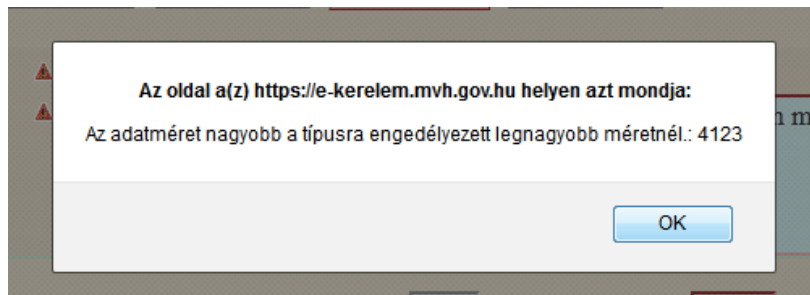 Az oldal a(z) https://e-kerelem.mvh.gov.hu helyen azt mondja:
Az adatméret nagyobb a típusra engedélyezett legnagyobb méretnél.: 4123
OK